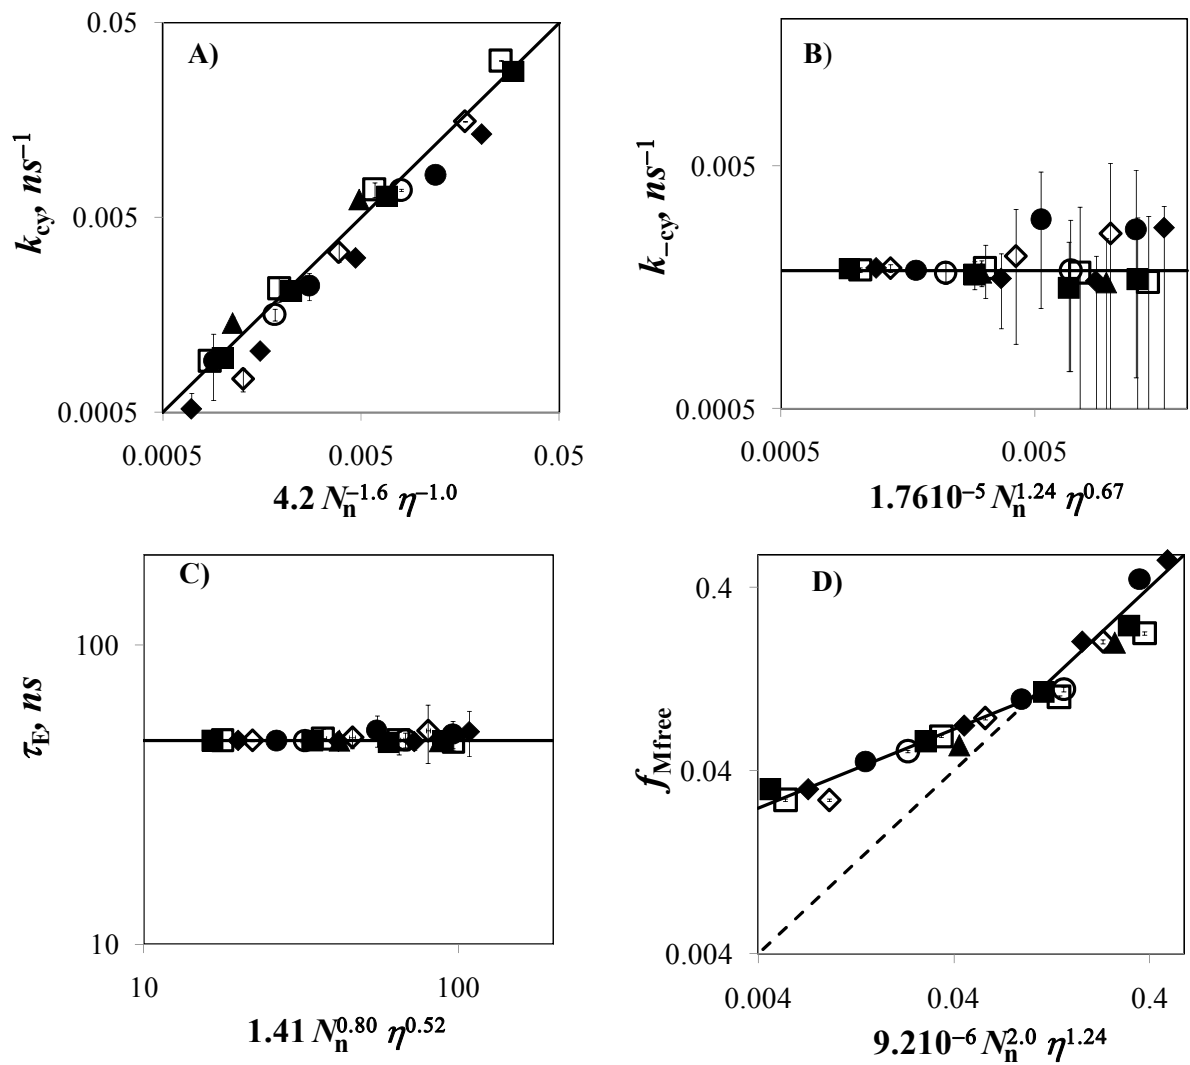 A)
0.05
0.005
0.0005
k_cy, ns^−1
0.0005 0.005 0.05
4.2 N_n^−1.6 η^−1.0
B)
0.005
0.0005
k_−cy, ns^−1
0.0005 0.005
1.7610^−5 N_n^1.24 η^0.67
C)
100
10
τ_E, ns
10 100
1.41 N_n^0.80 η^0.52
D)
0.4
0.04
0.004
f_Mfree
0.004 0.04 0.4
9.210^−6 N_n^2.0 η^1.24